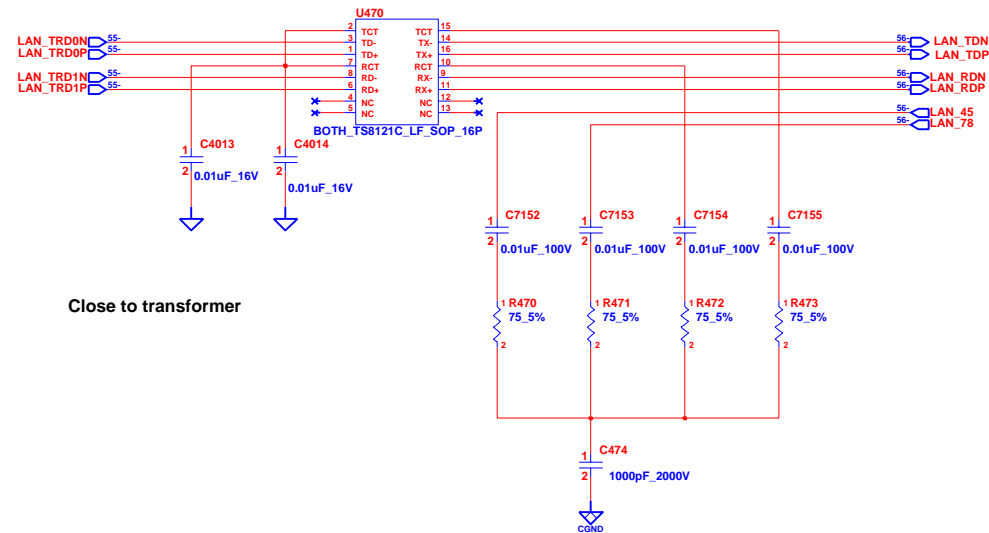 U470
2 TCT TCT 15
LAN_TRD0N 55- 3 TD- TX- 14 56- LAN_TDN
LAN_TRD0P 55- 1 TD+ TX+ 16 56- LAN_TDP
7 RCT RCT 10
LAN_TRD1N 55- 8 RD- RX- 9 56- LAN_RDN
LAN_TRD1P 55- 6 RD+ RX+ 11 56- LAN_RDP
4 NC NC 12
5 NC NC 13
56- LAN_45
56- LAN_78
BOTH_TS8121C_LF_SOP_16P
1 C4013 1 C4014
2 0.01uF_16V 2 0.01uF_16V
1 C7152 1 C7153 1 C7154 1 C7155
2 0.01uF_100V 2 0.01uF_100V 2 0.01uF_100V 2 0.01uF_100V
Close to transformer
1 R470 1 R471 1 R472 1 R473
75_5% 75_5% 75_5% 75_5%
2 2 2 2
1 C474
2 1000pF_2000V
CGND